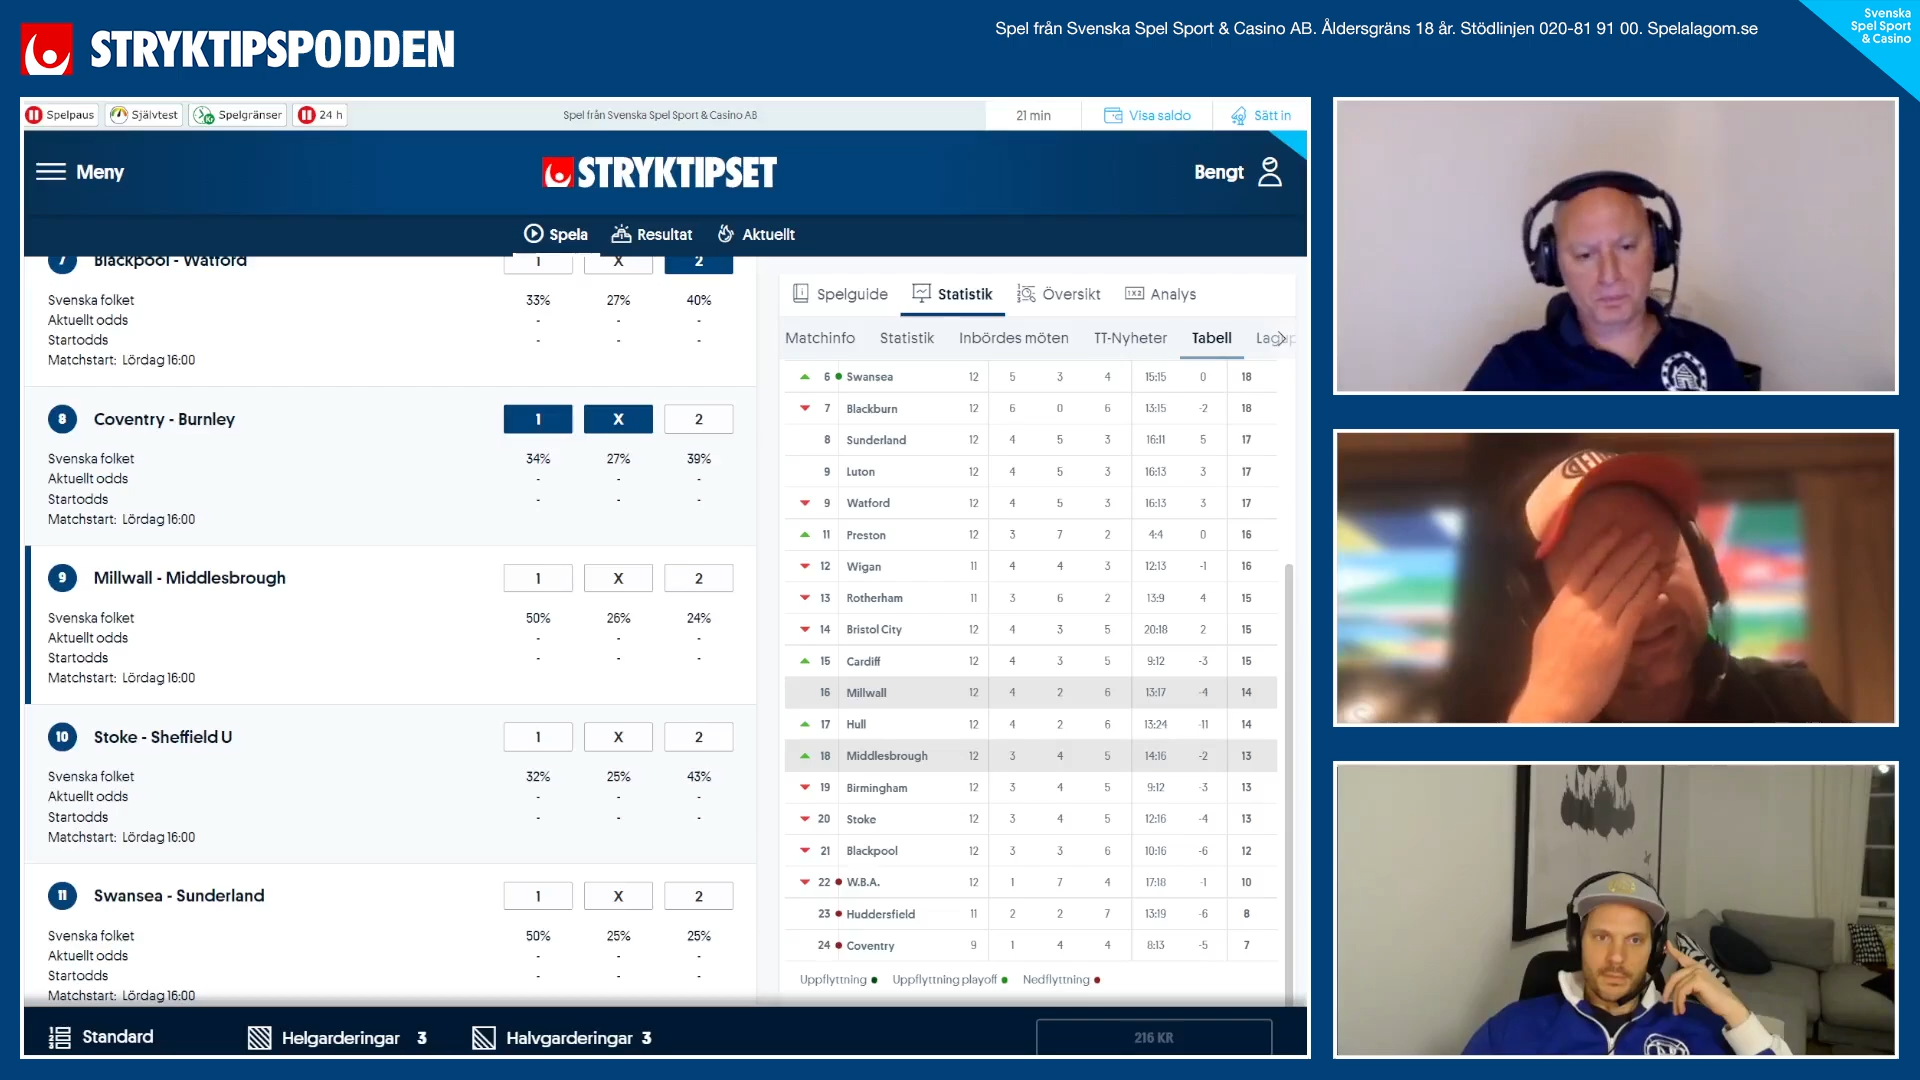 STRYKTIPSPODDEN
Spel från Svenska Spel Sport & Casino AB. Åldersgräns 18 år. Stödlinjen 020-81 91 00. Spelalagom.se
Svenska
Spel Sport
& Casino
Spelpaus Självtest Spelgränser 24 h Spel från Svenska Spel Sport & Casino AB 21 min Visa saldo Sätt in
Meny STRYKTIPSET Bengt
Spela Resultat Aktuellt
7 Blackpool - Watford 1 X 2
Svenska folket 33% 27% 40%
Aktuellt odds - - -
Startodds - - -
Matchstart: Lördag 16:00
8 Coventry - Burnley 1 X 2
Svenska folket 34% 27% 39%
Aktuellt odds - - -
Startodds - - -
Matchstart: Lördag 16:00
9 Millwall - Middlesbrough 1 X 2
Svenska folket 50% 26% 24%
Aktuellt odds - - -
Startodds - - -
Matchstart: Lördag 16:00
10 Stoke - Sheffield U 1 X 2
Svenska folket 32% 25% 43%
Aktuellt odds - - -
Startodds - - -
Matchstart: Lördag 16:00
11 Swansea - Sunderland 1 X 2
Svenska folket 50% 25% 25%
Aktuellt odds - - -
Startodds - - -
Matchstart: Lördag 16:00
Spelguide Statistik Översikt 1X2 Analys
Matchinfo Statistik Inbördes möten TT-Nyheter Tabell
6 Swansea 12 5 3 4 15:15 0 18
7 Blackburn 12 6 0 6 13:15 -2 18
8 Sunderland 12 4 5 3 16:11 5 17
9 Luton 12 4 5 3 16:13 3 17
9 Watford 12 4 5 3 16:13 3 17
11 Preston 12 3 7 2 4:4 0 16
12 Wigan 11 4 4 3 12:13 -1 16
13 Rotherham 11 3 6 2 13:9 4 15
14 Bristol City 12 4 3 5 20:18 2 15
15 Cardiff 12 4 3 5 9:12 -3 15
16 Millwall 12 4 2 6 13:17 -4 14
17 Hull 12 4 2 6 13:24 -11 14
18 Middlesbrough 12 3 4 5 14:16 -2 13
19 Birmingham 12 3 4 5 9:12 -3 13
20 Stoke 12 3 4 5 12:16 -4 13
21 Blackpool 12 3 3 6 10:16 -6 12
22 W.B.A. 12 1 7 4 17:18 -1 10
23 Huddersfield 11 2 2 7 13:19 -6 8
24 Coventry 9 1 4 4 8:13 -5 7
Uppflyttning Uppflyttning playoff Nedflyttning
Standard Helgarderingar 3 Halvgarderingar 3 216 KR